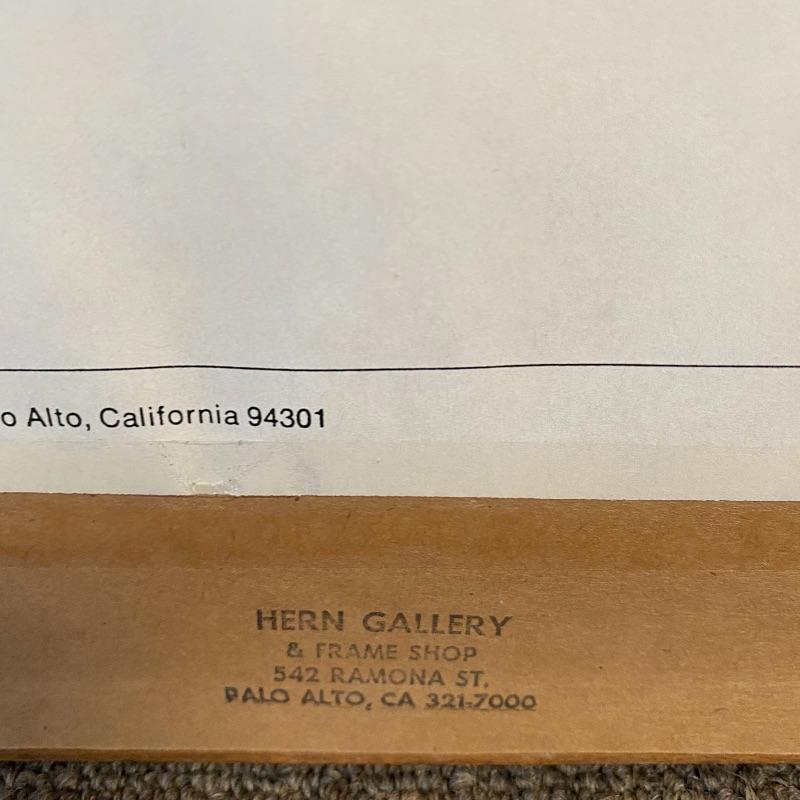 o Alto, California 94301
HERN GALLERY
& FRAME SHOP
542 RAMONA ST.
PALO ALTO, CA 321-7000